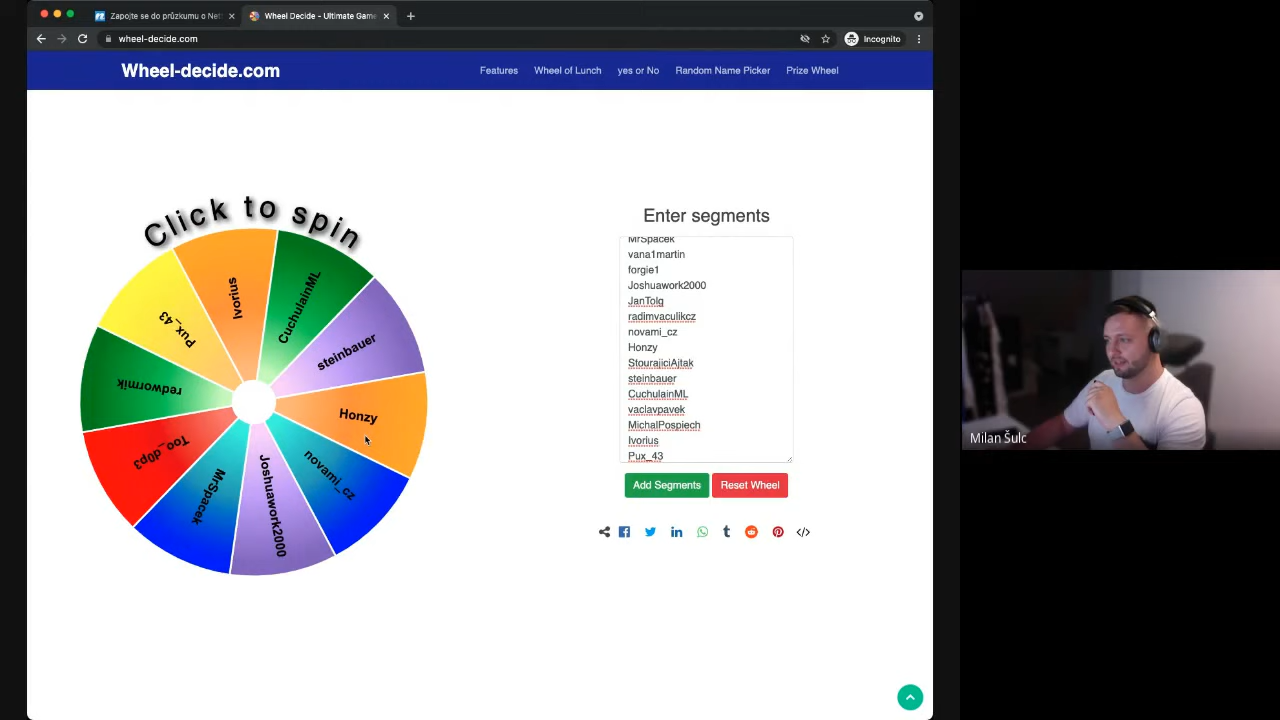 Zapojte se do průzkumu o Net
Wheel Decide - Ultimate Game
wheel-decide.com
Incognito
Wheel-decide.com
Features
Wheel of Lunch
yes or No
Random Name Picker
Prize Wheel
Click to spin
Ivorius
CuchulainML
steinbauer
Honzy
novami_cz
Joshuawork2000
MrSpacek
Too_d0p3
redwormik
Pux_43
Enter segments
MrSpacek
vana1martin
forgie1
Joshuawork2000
JanTolg
radimvaculikcz
novami_cz
Honzy
StourajiciAjtak
steinbauer
CuchulainML
vaclavpavek
MichalPospiech
Ivorius
Pux_43
Add Segments
Reset Wheel
Milan Šulc